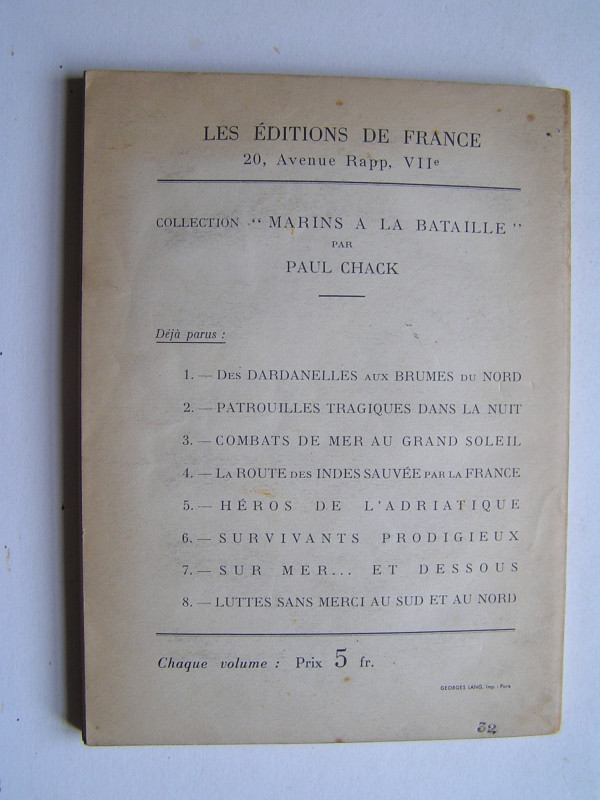 LES ÉDITIONS DE FRANCE
20, Avenue Rapp, VIIe
COLLECTION “ MARINS A LA BATAILLE ”
PAR
PAUL CHACK
Déjà parus :
1. — DES DARDANELLES AUX BRUMES DU NORD
2. — PATROUILLES TRAGIQUES DANS LA NUIT
3. — COMBATS DE MER AU GRAND SOLEIL
4. — LA ROUTE DES INDES SAUVÉE PAR LA FRANCE
5. — HÉROS DE L'ADRIATIQUE
6. — SURVIVANTS PRODIGIEUX
7. — SUR MER... ET DESSOUS
8. — LUTTES SANS MERCI AU SUD ET AU NORD
Chaque volume : Prix 5 fr.
GEORGES LANG, Imp. - Paris
32